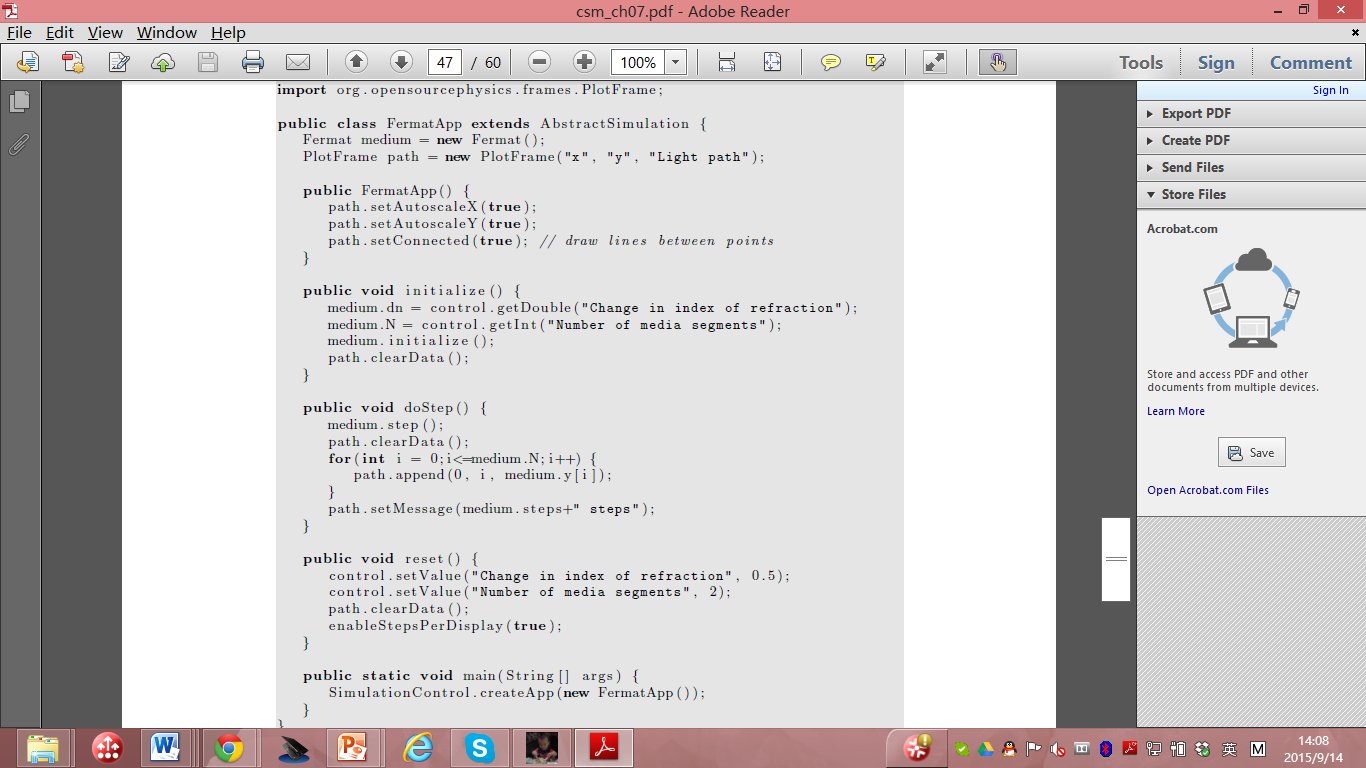 csm_ch07.pdf - Adobe Reader
File Edit View Window Help
47 / 60 100% Tools Sign Comment
Sign In
Export PDF
Create PDF
Send Files
Store Files
Acrobat.com
Store and access PDF and other
documents from multiple devices.
Learn More
Save
Open Acrobat.com Files
import org.opensourcephysics.frames.PlotFrame;
public class FermatApp extends AbstractSimulation {
Fermat medium = new Fermat();
PlotFrame path = new PlotFrame("x", "y", "Light path");
public FermatApp() {
path.setAutoscaleX(true);
path.setAutoscaleY(true);
path.setConnected(true); // draw lines between points
}
public void initialize() {
medium.dn = control.getDouble("Change in index of refraction");
medium.N = control.getInt("Number of media segments");
medium.initialize();
path.clearData();
}
public void doStep() {
medium.step();
path.clearData();
for(int i = 0;i<=medium.N;i++) {
path.append(0, i, medium.y[i]);
}
path.setMessage(medium.steps+" steps");
}
public void reset() {
control.setValue("Change in index of refraction", 0.5);
control.setValue("Number of media segments", 2);
path.clearData();
enableStepsPerDisplay(true);
}
public static void main(String[] args) {
SimulationControl.createApp(new FermatApp());
}
}
英 M 14:08
2015/9/14